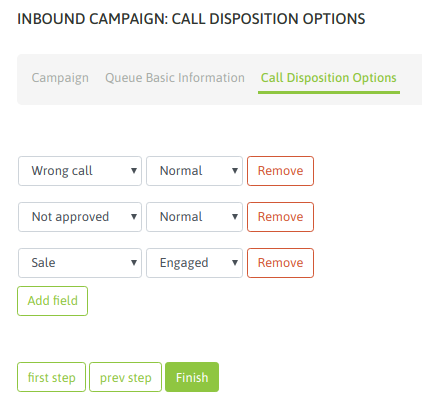 INBOUND CAMPAIGN: CALL DISPOSITION OPTIONS
Campaign Queue Basic Information Call Disposition Options
Wrong call Normal Remove
Not approved Normal Remove
Sale Engaged Remove
Add field
first step prev step Finish